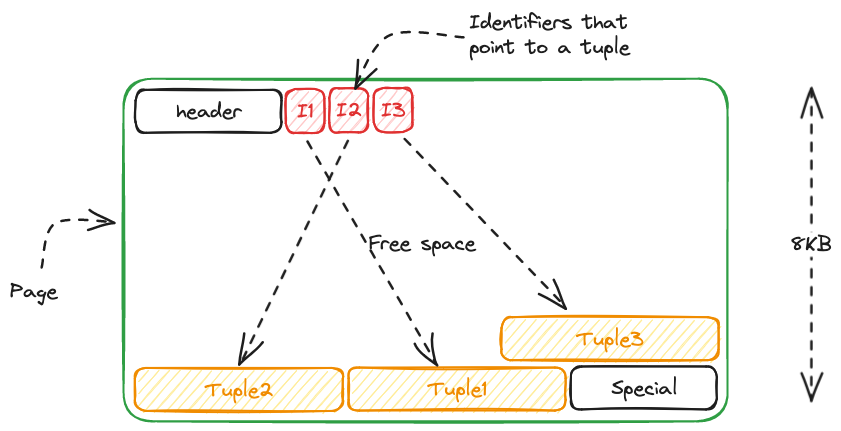 Identifiers that
point to a tuple
header
I1
I2
I3
Free space
8KB
Page
Tuple3
Tuple2
Tuple1
Special